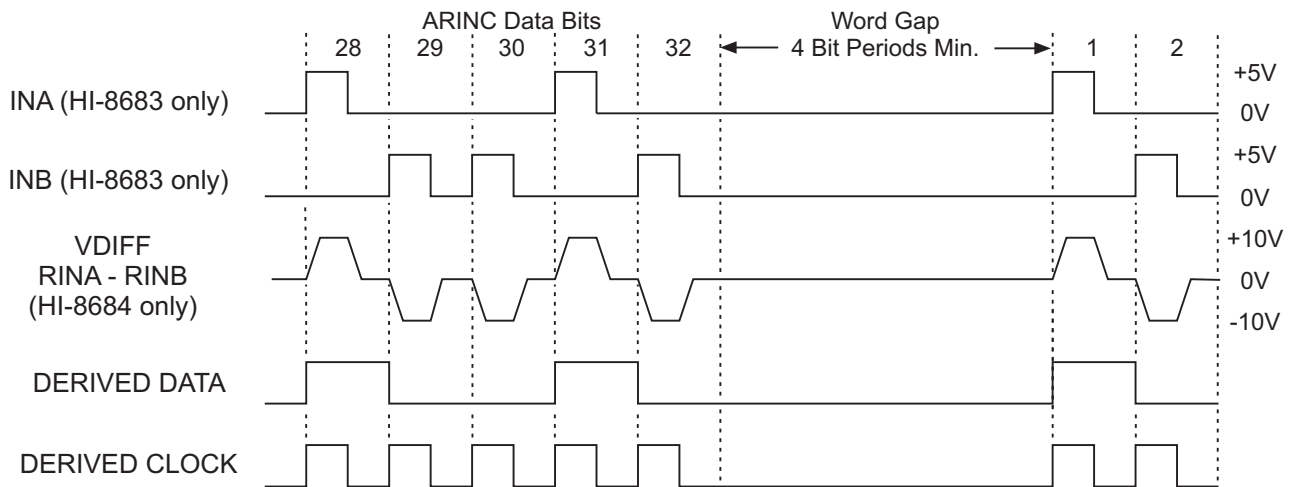 ARINC Data Bits
Word Gap
28 29 30 31 32 4 Bit Periods Min. 1 2
INA (HI-8683 only)
+5V
0V
INB (HI-8683 only)
+5V
0V
VDIFF
RINA - RINB
(HI-8684 only)
+10V
0V
-10V
DERIVED DATA
DERIVED CLOCK